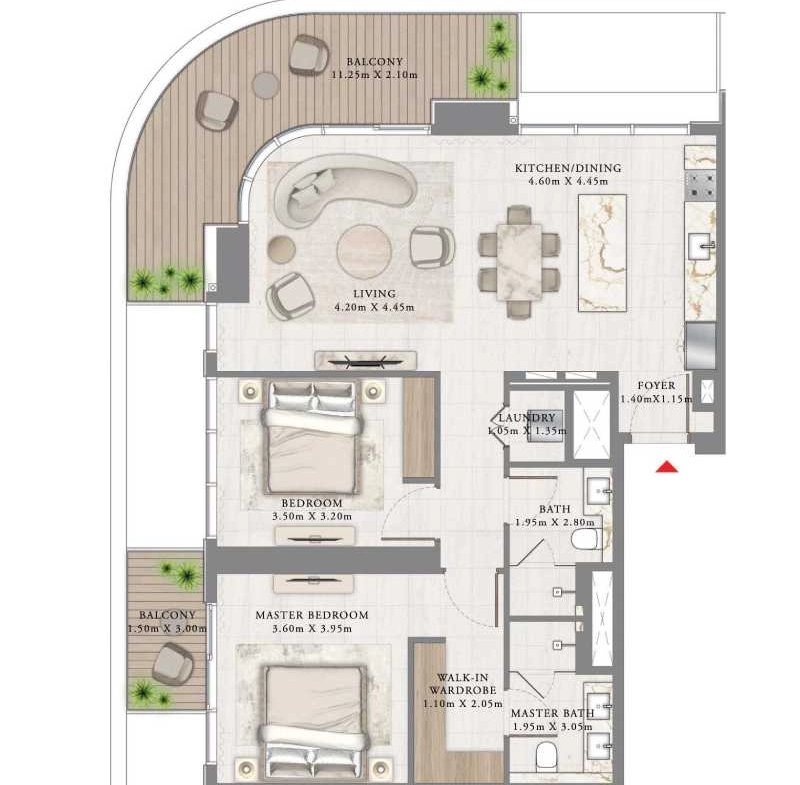 BALCONY
11.25m X 2.10m
KITCHEN/DINING
4.60m X 4.45m
LIVING
4.20m X 4.45m
FOYER
1.40mX1.15m
LAUNDRY
1.05m X 1.35m
BEDROOM
3.50m X 3.20m
BATH
1.95m X 2.80m
BALCONY
1.50m X 3.00m
MASTER BEDROOM
3.60m X 3.95m
WALK-IN
WARDROBE
1.10m X 2.05m
MASTER BATH
1.95m X 3.05m